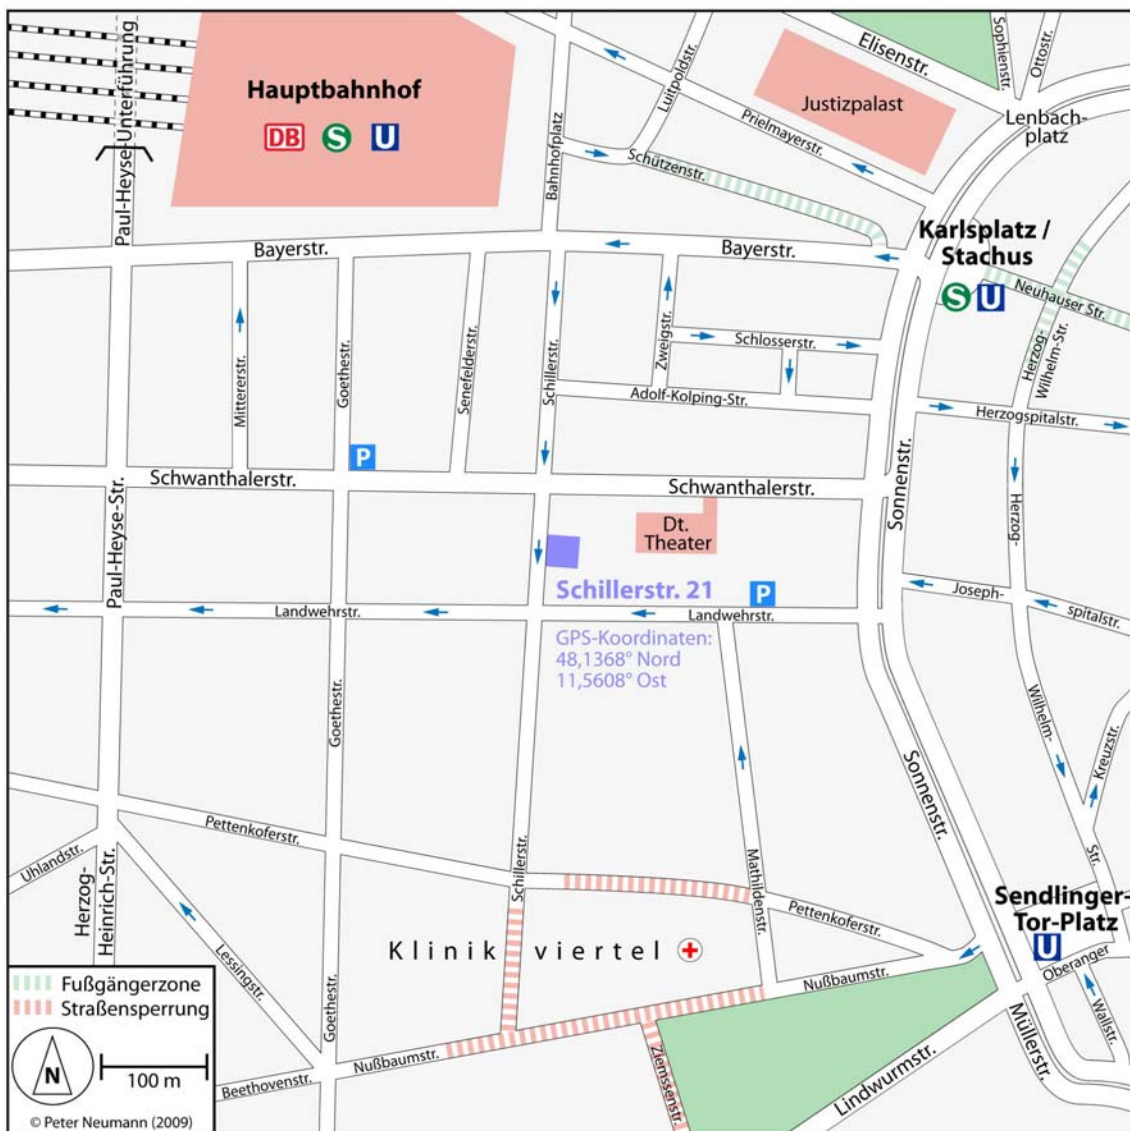 Elisenstr.
Sophienstr.
Ottostr.
Paul-Heyse-Unterführung
Hauptbahnhof
DB
S
U
Luitpoldstr.
Justizpalast
Lenbach-
platz
Prielmayerstr.
Bahnhofplatz
Schützenstr.
Karlsplatz /
Stachus
S
U
Bayerstr.
Bayerstr.
Neuhauser Str.
Herzog-
Wilhelm-Str.
Mittererstr.
Goethestr.
Senefelderstr.
Schillerstr.
Zweigstr.
Schlosserstr.
Adolf-Kolping-Str.
Herzogspitalstr.
P
Schwanthalerstr.
Schwanthalerstr.
Sonnenstr.
Paul-Heyse-Str.
Herzog-
Dt.
Theater
Schillerstr. 21
P
Joseph-
spitalstr.
Landwehrstr.
Landwehrstr.
GPS-Koordinaten:
48,1368° Nord
11,5608° Ost
Goethestr.
Wilhelm-
Kreuzstr.
Sonnenstr.
Pettenkoferstr.
Uhlandstr.
Schillerstr.
Mathildenstr.
Str.
Herzog-
Heinrich-Str.
Pettenkoferstr.
Sendlinger-
Tor-Platz
U
Klinikviertel
Lessingstr.
Goethestr.
Nußbaumstr.
Oberanger
Wallstr.
Fußgängerzone
Straßensperrung
Nußbaumstr.
Ziemssenstr.
Müllerstr.
Lindwurmstr.
N
100 m
Beethovenstr.
© Peter Neumann (2009)